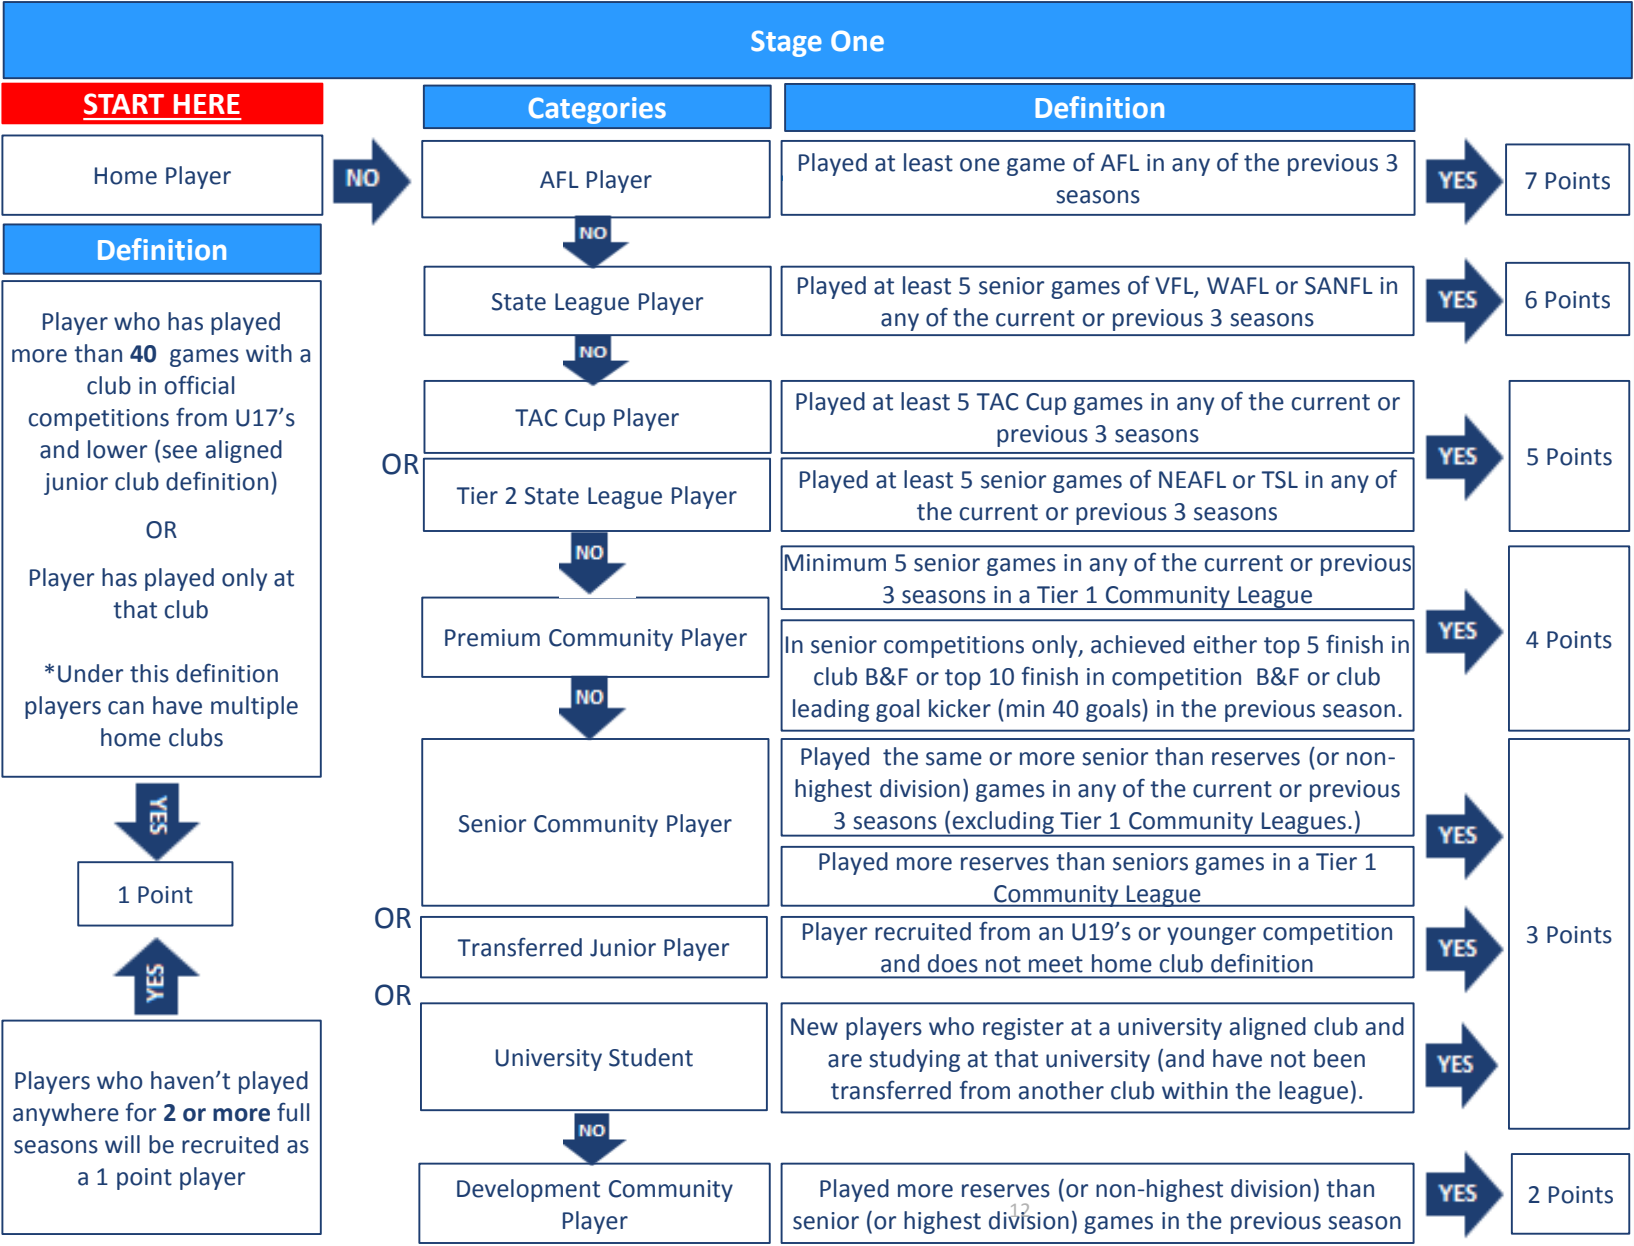 Stage One
START HERE
Home Player
Definition
Player who has played
more than 40 games with a
club in official
competitions from U17's
and lower (see aligned
junior club definition)
OR
Player has played only at
that club
*Under this definition
players can have multiple
home clubs
YES
1 Point
YES
Players who haven't played
anywhere for 2 or more full
seasons will be recruited as
a 1 point player
NO
Categories
Definition
AFL Player
Played at least one game of AFL in any of the previous 3
seasons
YES
7 Points
NO
State League Player
Played at least 5 senior games of VFL, WAFL or SANFL in
any of the current or previous 3 seasons
YES
6 Points
NO
TAC Cup Player
Played at least 5 TAC Cup games in any of the current or
previous 3 seasons
OR
Tier 2 State League Player
Played at least 5 senior games of NEAFL or TSL in any of
the current or previous 3 seasons
YES
5 Points
NO
Premium Community Player
Minimum 5 senior games in any of the current or previous
3 seasons in a Tier 1 Community League
In senior competitions only, achieved either top 5 finish in
club B&F or top 10 finish in competition B&F or club
leading goal kicker (min 40 goals) in the previous season.
YES
4 Points
NO
Senior Community Player
Played the same or more senior than reserves (or non-
highest division) games in any of the current or previous
3 seasons (excluding Tier 1 Community Leagues.)
Played more reserves than seniors games in a Tier 1
Community League
YES
OR
Transferred Junior Player
Player recruited from an U19's or younger competition
and does not meet home club definition
YES
3 Points
OR
University Student
New players who register at a university aligned club and
are studying at that university (and have not been
transferred from another club within the league).
YES
NO
Development Community
Player
Played more reserves (or non-highest division) than
senior (or highest division) games in the previous season
YES
2 Points
12